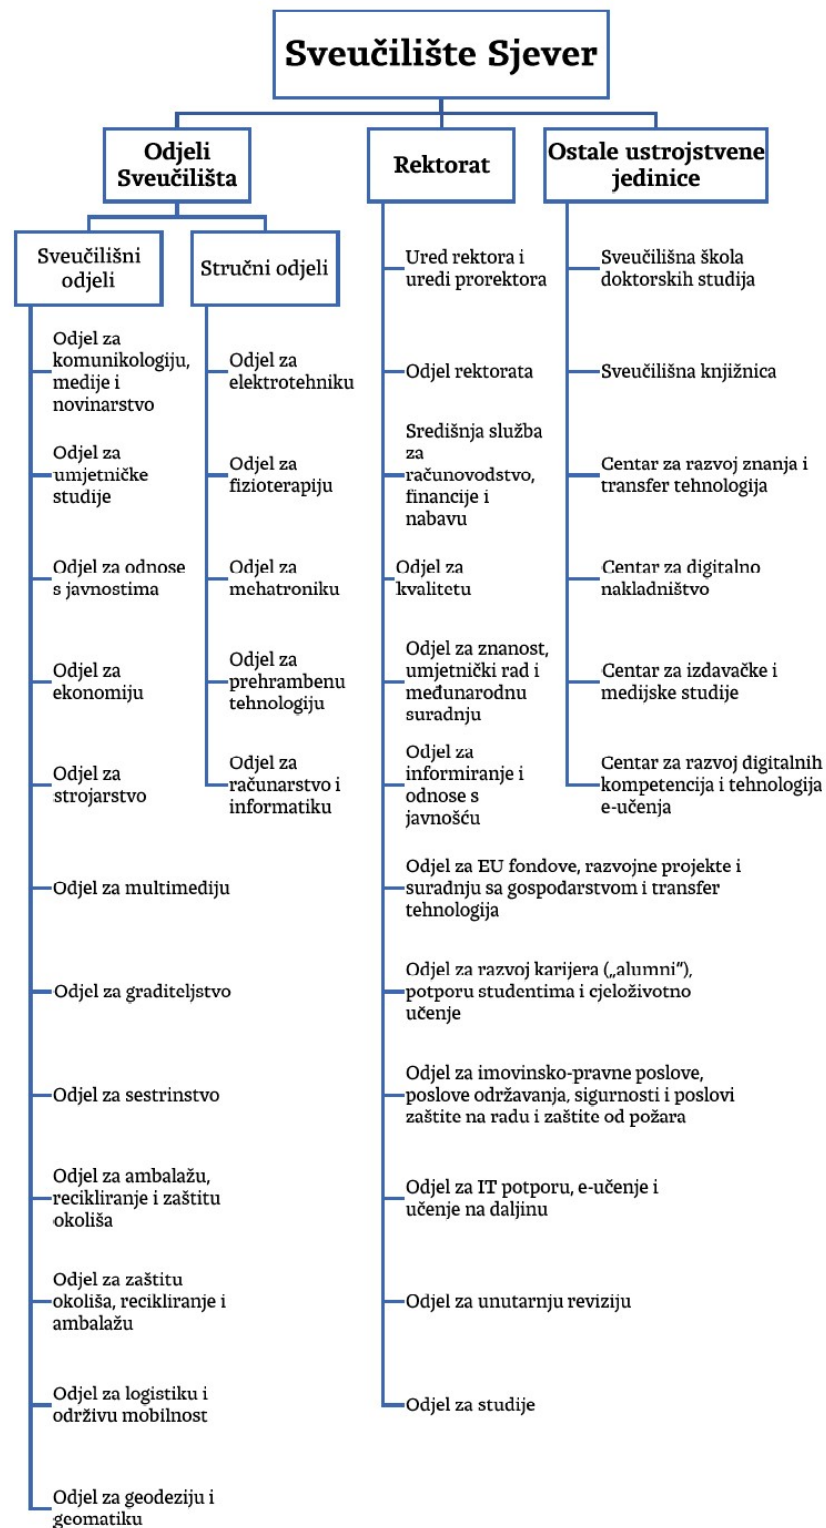 Sveučilište Sjever
Odjeli
Sveučilišta
Sveučilišni
odjeli
Odjel za
komunikologiju,
medije i
novinarstvo
Odjel za
umjetničke
studije
Odjel za odnose
s javnostima
Odjel za
ekonomiju
Odjel za
strojarstvo
Odjel za multimediju
Odjel za graditeljstvo
Odjel za sestrinstvo
Odjel za ambalažu,
recikliranje i zaštitu
okoliša
Odjel za zaštitu
okoliša, recikliranje i
ambalažu
Odjel za logistiku i
održivu mobilnost
Odjel za geodeziju i
geomatiku
Stručni odjeli
Odjel za
elektrotehniku
Odjel za
fizioterapiju
Odjel za
mehatroniku
Odjel za
prehrambenu
tehnologiju
Odjel za
računarstvo i
informatiku
Rektorat
Ured rektora i
uredi prorektora
Odjel rektorata
Središnja služba
za
računovodstvo,
financije i
nabavu
Odjel za
kvalitetu
Odjel za znanost,
umjetnički rad i
međunarodnu
suradnju
Odjel za
informiranje i
odnose s
javnošću
Odjel za EU fondove, razvojne projekte i
suradnju sa gospodarstvom i transfer
tehnologija
Odjel za razvoj karijera („alumni“),
potporu studentima i cjeloživotno
učenje
Odjel za imovinsko-pravne poslove,
poslove održavanja, sigurnosti i poslovi
zaštite na radu i zaštite od požara
Odjel za IT potporu, e-učenje i
učenje na daljinu
Odjel za unutarnju reviziju
Odjel za studije
Ostale ustrojstvene
jedinice
Sveučilišna škola
doktorskih studija
Sveučilišna knjižnica
Centar za razvoj znanja i
transfer tehnologija
Centar za digitalno
nakladništvo
Centar za izdavačke i
medijske studije
Centar za razvoj digitalnih
kompetencija i tehnologija
e-učenja